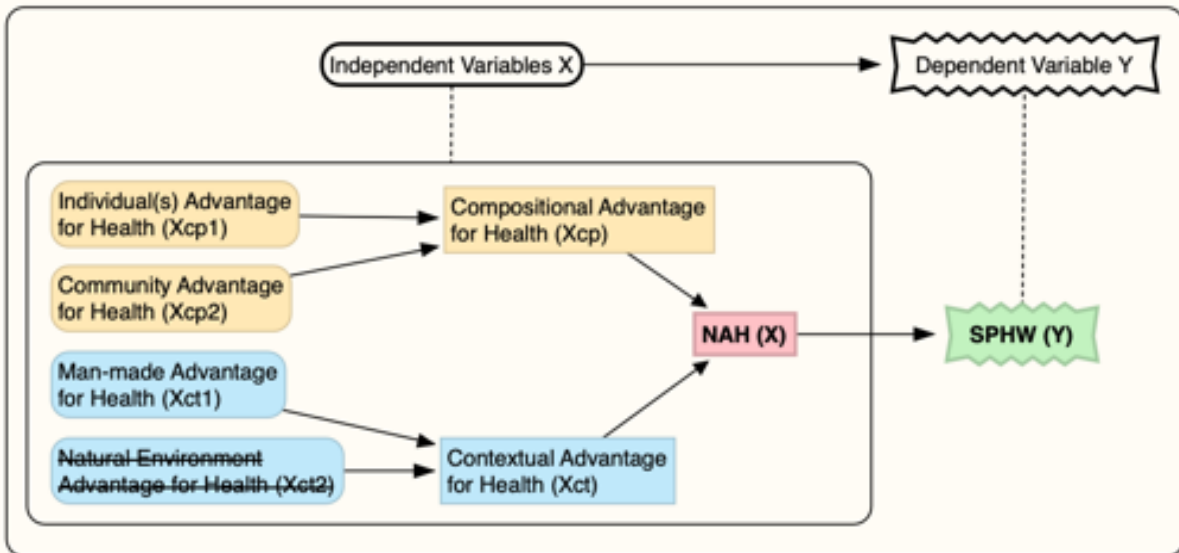 Independent Variables X
Dependent Variable Y
Individual(s) Advantage
for Health (Xcp1)
Compositional Advantage
for Health (Xcp)
Community Advantage
for Health (Xcp2)
NAH (X)
SPHW (Y)
Man-made Advantage
for Health (Xct1)
Natural Environment
Advantage for Health (Xct2)
Contextual Advantage
for Health (Xct)